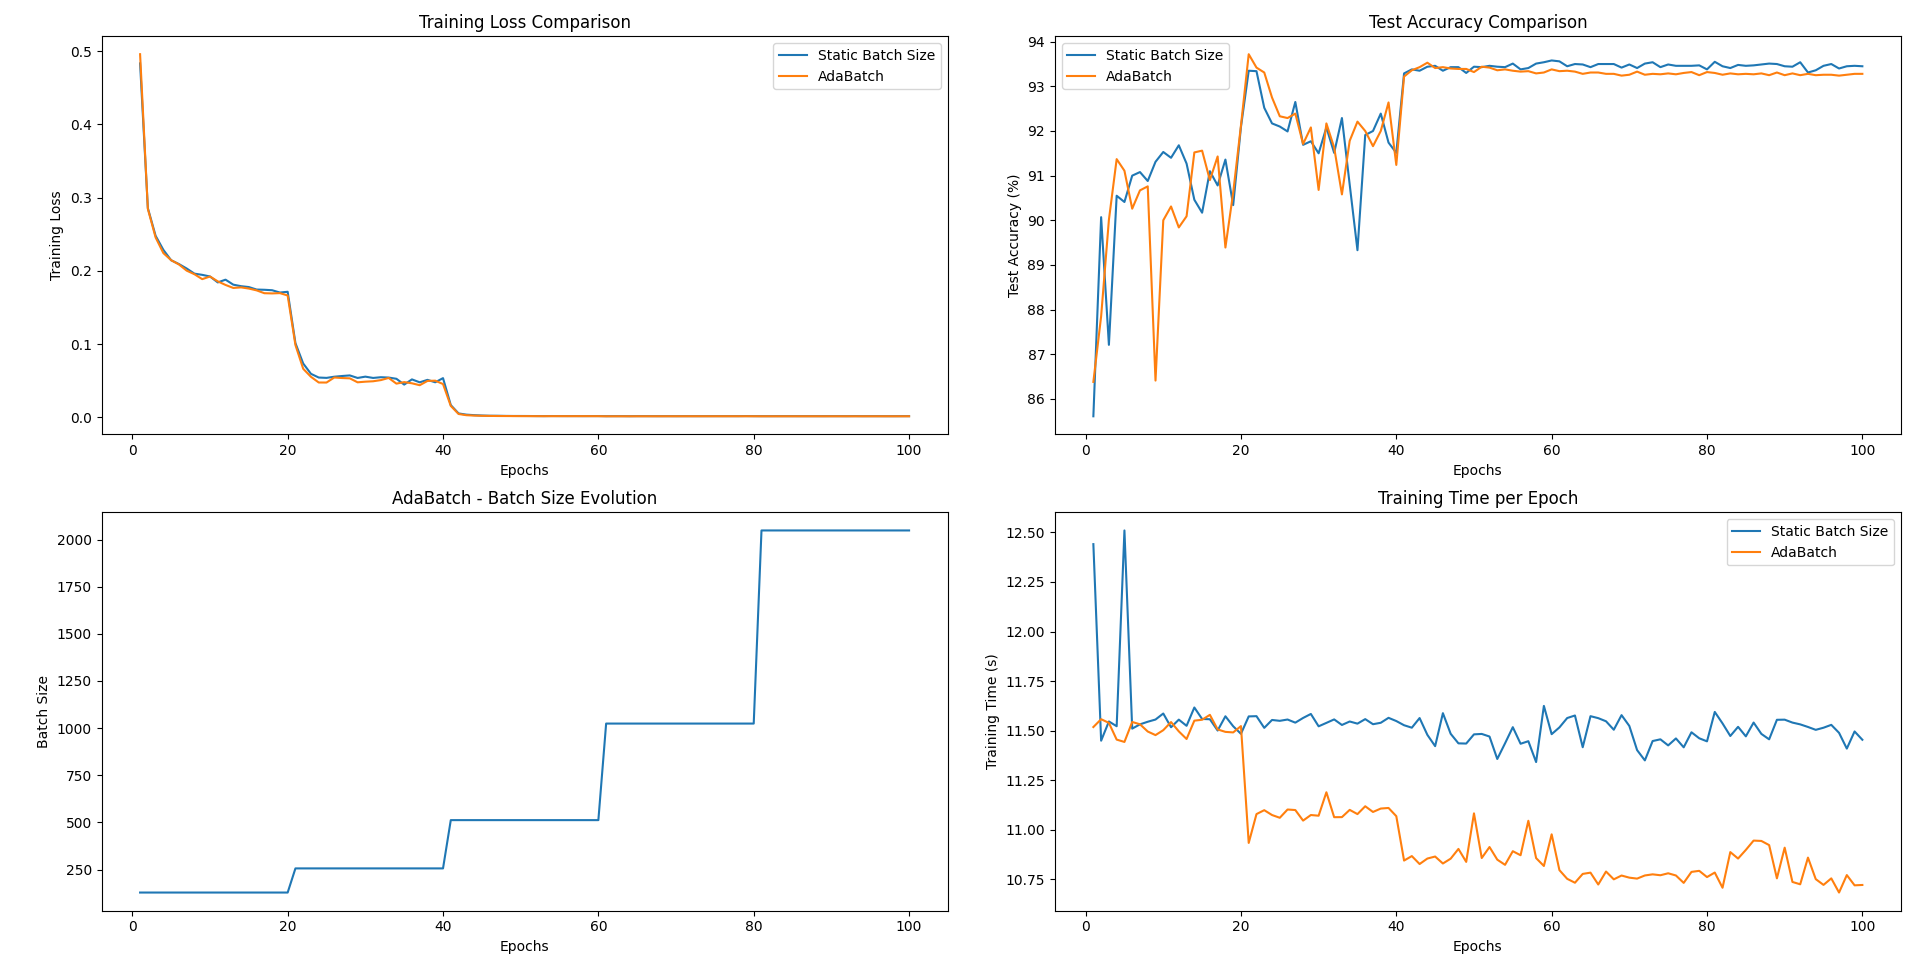 Training Loss Comparison
Training Loss
0.5
0.4
0.3
0.2
0.1
0.0
Static Batch Size
AdaBatch
0 20 40 60 80 100
Epochs
Test Accuracy Comparison
Test Accuracy (%)
94
93
92
91
90
89
88
87
86
Static Batch Size
AdaBatch
0 20 40 60 80 100
Epochs
AdaBatch - Batch Size Evolution
Batch Size
2000
1750
1500
1250
1000
750
500
250
0 20 40 60 80 100
Epochs
Training Time per Epoch
Training Time (s)
12.50
12.25
12.00
11.75
11.50
11.25
11.00
10.75
Static Batch Size
AdaBatch
0 20 40 60 80 100
Epochs